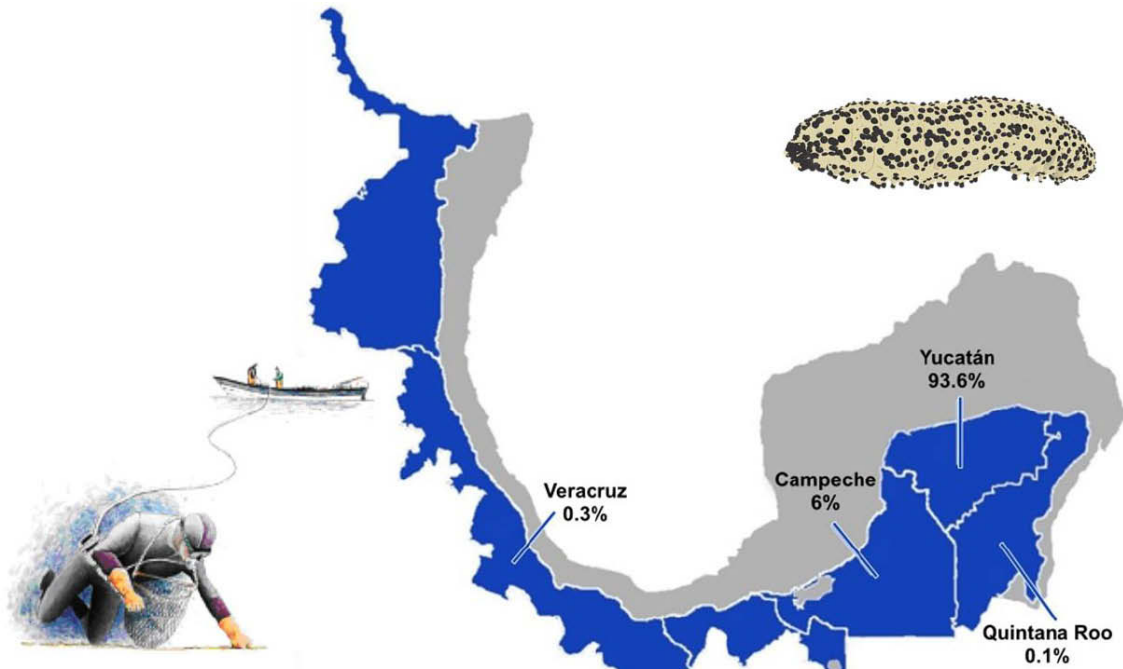 Yucatán
93.6%
Campeche
6%
Veracruz
0.3%
Quintana Roo
0.1%